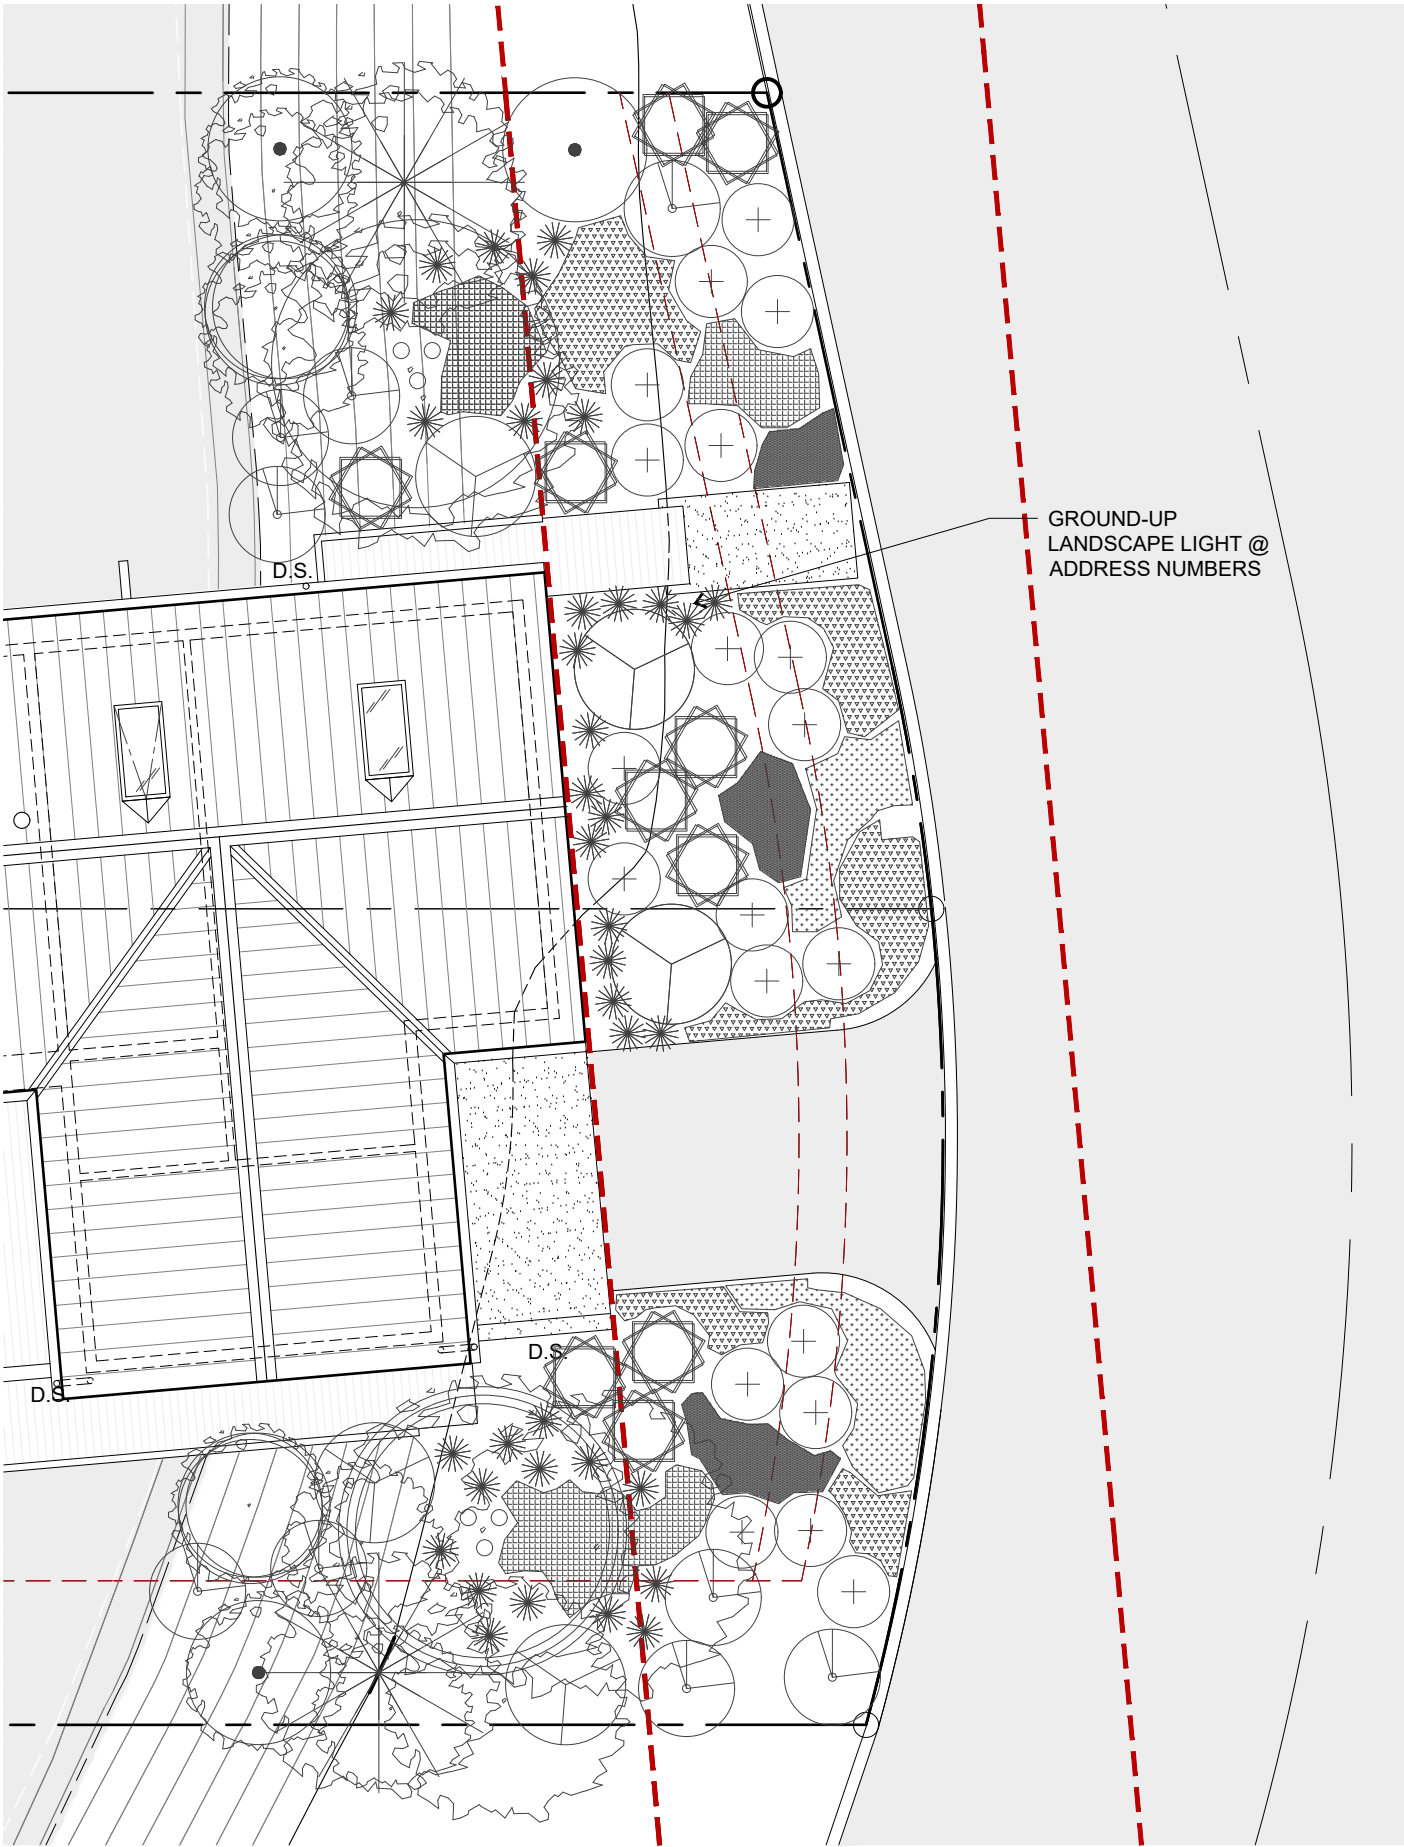 GROUND-UP
LANDSCAPE LIGHT @
ADDRESS NUMBERS
D.S.
D.S.
D.S.